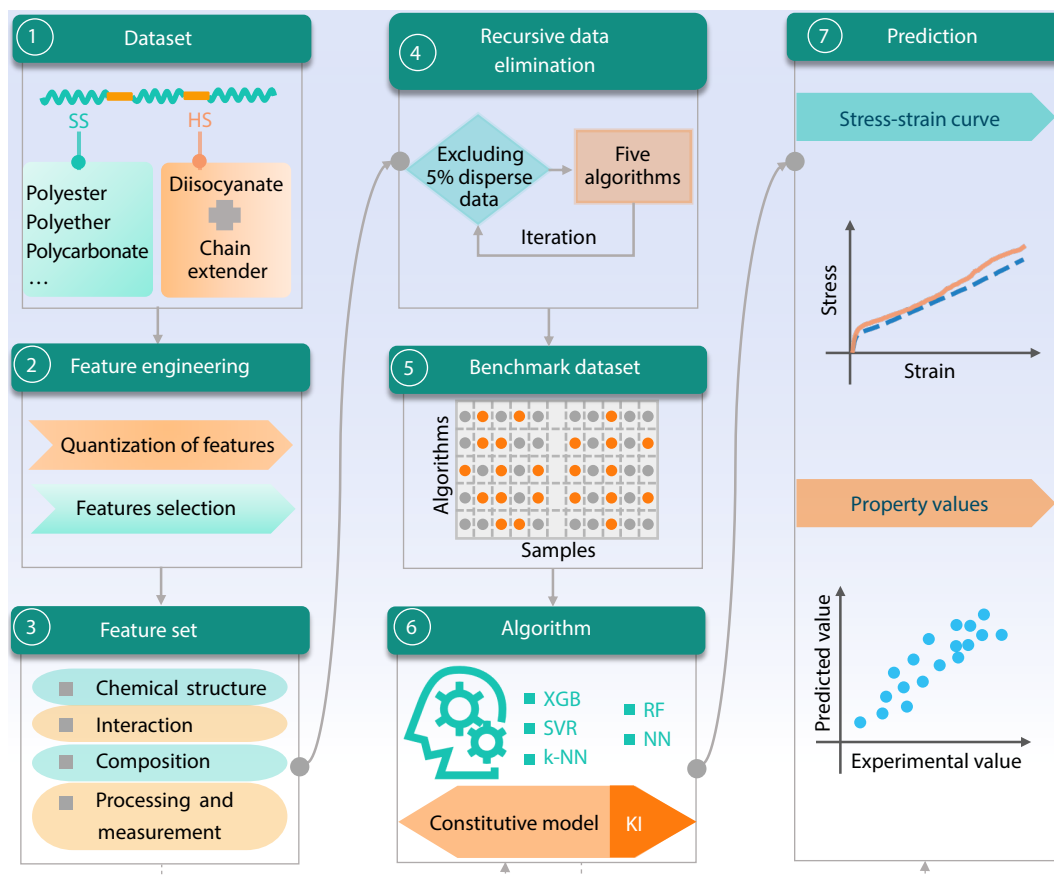 1
Dataset
SS
HS
Polyester
Polyether
Polycarbonate
...
Diisocyanate
Chain
extender
2
Feature engineering
Quantization of features
Features selection
3
Feature set
Chemical structure
Interaction
Composition
Processing and
measurement
4
Recursive data
elimination
Excluding
5% disperse
data
Five
algorithms
Iteration
5
Benchmark dataset
Algorithms
Samples
6
Algorithm
XGB
SVR
k-NN
RF
NN
Constitutive model
KI
7
Prediction
Stress-strain curve
Stress
Strain
Property values
Predicted value
Experimental value